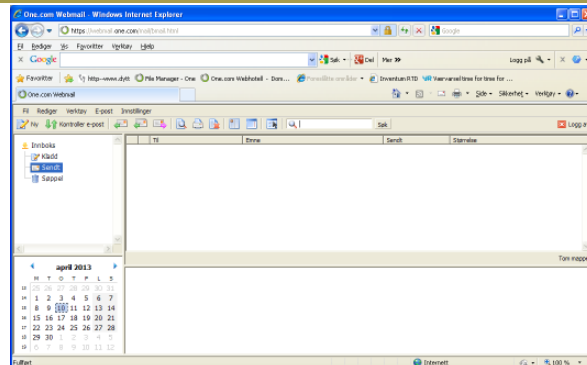 One.com Webmail - Windows Internet Explorer
https://webmail.one.com/mail/tmail.html
Google
Fil Rediger Vis Favoritter Verktøy Hjelp
Google Søk Del Mer >> Logg på
Favoritter http--www.dytt File Manager - One One.com Webhotell - Dom... Foreslåtte områder Inventum RTD Værvarsel time for time for ...
One.com Webmail Side Sikkerhet Verktøy
Fil Rediger Verktøy E-post Innstillinger
Ny Kontroller e-post Søk Logg a
Innboks Til Emne Sendt Størrelse
Kladd
Sendt
Søppel
Tom mappe
april 2013
M T O T F L S
13 25 26 27 28 29 30 31
14 1 2 3 4 5 6 7
15 8 9 10 11 12 13 14
16 15 16 17 18 19 20 21
17 22 23 24 25 26 27 28
18 29 30 1 2 3 4 5
19 6 7 8 9 10 11 12
Fullført Internett 100 %